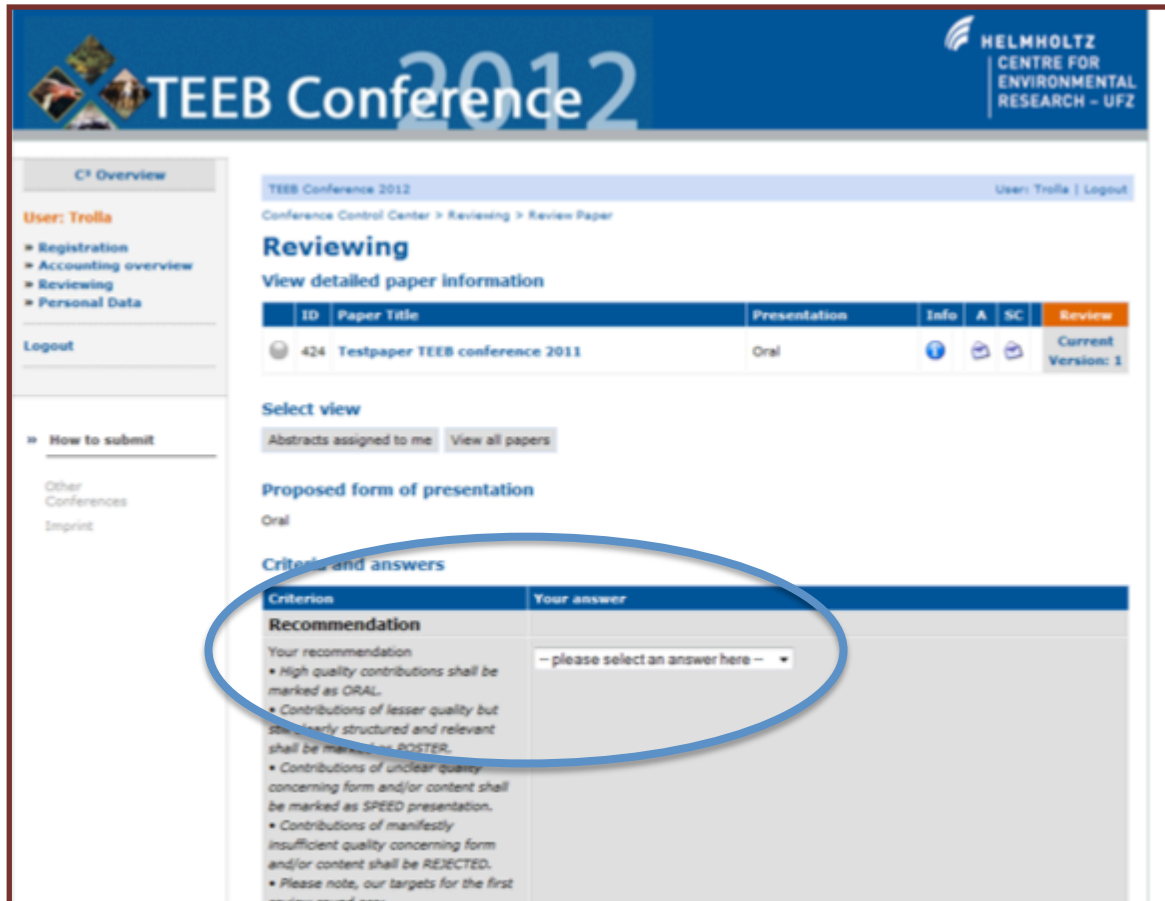 TEEB Conference 2012
HELMHOLTZ
CENTRE FOR
ENVIRONMENTAL
RESEARCH – UFZ
C³ Overview
User: Trolla
» Registration
» Accounting overview
» Reviewing
» Personal Data
Logout
» How to submit
Other
Conferences
Imprint
TEEB Conference 2012 User: Trolla | Logout
Conference Control Center > Reviewing > Review Paper
Reviewing
View detailed paper information
ID Paper Title Presentation Info A SC Review
424 Testpaper TEEB conference 2011 Oral Current
Version: 1
Select view
Abstracts assigned to me View all papers
Proposed form of presentation
Oral
Criteria and answers
Criterion Your answer
Recommendation
Your recommendation -- please select an answer here --
• High quality contributions shall be
marked as ORAL.
• Contributions of lesser quality but
still clearly structured and relevant
shall be marked as POSTER.
• Contributions of unclear quality
concerning form and/or content shall
be marked as SPEED presentation.
• Contributions of manifestly
insufficient quality concerning form
and/or content shall be REJECTED.
• Please note, our targets for the first